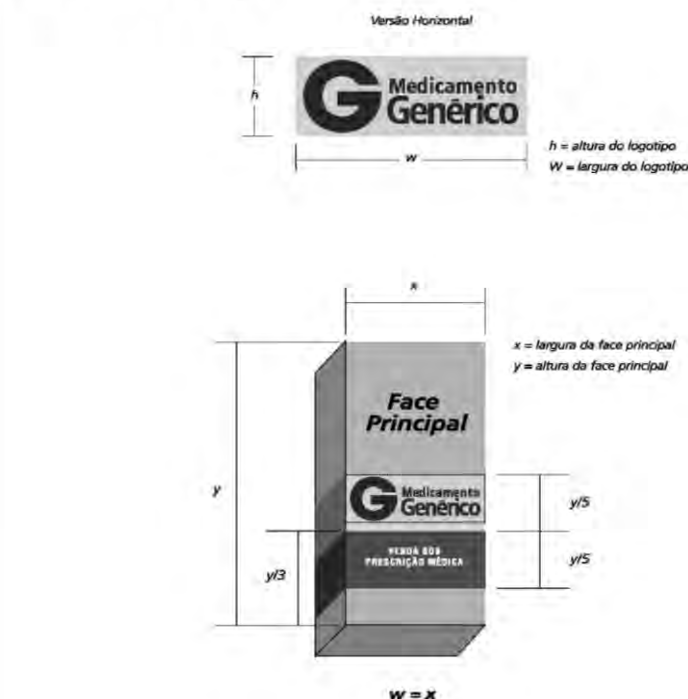 Versão Horizontal
h
G Medicamento
Genérico
w
h = altura do logotipo
W = largura do logotipo
x
x = largura da face principal
y = altura da face principal
Face
Principal
y
G Medicamento
Genérico
y/5
VENDA SOB
PRESCRIÇÃO MÉDICA
y/5
y/3
w = x